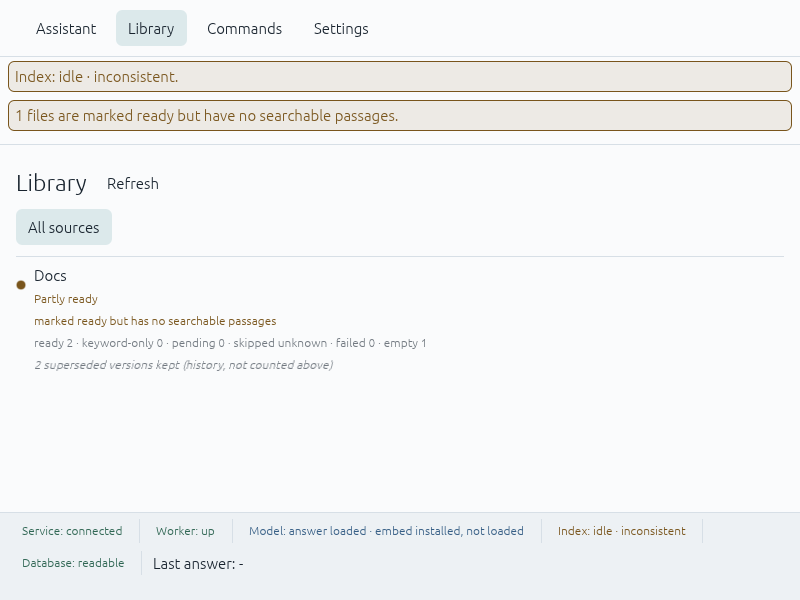 Assistant Library Commands Settings
Index: idle · inconsistent.
1 files are marked ready but have no searchable passages.
Library Refresh
All sources
Docs
Partly ready
marked ready but has no searchable passages
ready 2 · keyword-only 0 · pending 0 · skipped unknown · failed 0 · empty 1
2 superseded versions kept (history, not counted above)
Service: connected Worker: up Model: answer loaded · embed installed, not loaded Index: idle · inconsistent
Database: readable Last answer: -